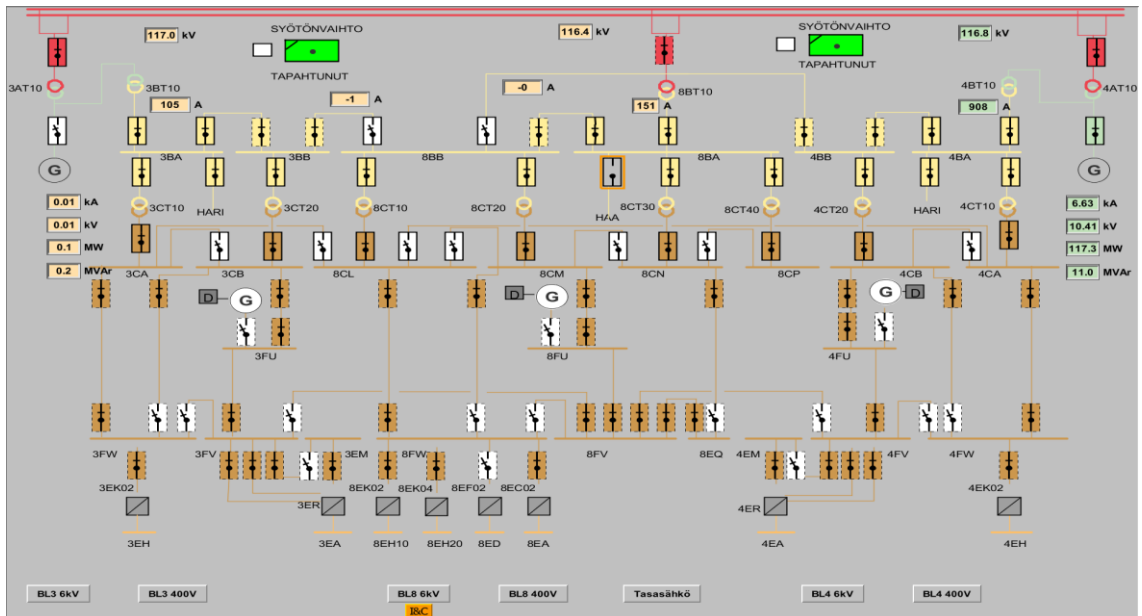 117.0 kV
SYÖTÖNVAIHTO
TAPAHTUNUT
116.4 kV
SYÖTÖNVAIHTO
TAPAHTUNUT
116.8 kV
3AT10
3BT10
8BT10
4BT10
4AT10
105 A
-1 A
-0 A
151 A
908 A
3BA
3BB
8BB
8BA
4BB
4BA
G
G
3CT10
HARI
3CT20
8CT10
8CT20
HAA
8CT30
8CT40
4CT20
HARI
4CT10
0.01 kA
0.01 kV
0.1 MW
0.2 MVAr
6.63 kA
10.41 kV
117.3 MW
11.0 MVAr
3CA
3CB
8CL
8CM
8CN
8CP
4CB
4CA
D
G
D
G
G
D
3FU
8FU
4FU
3FW
3FV
3EM
8FW
8FV
8EQ
4EM
4FV
4FW
3EK02
8EK02
8EK04
8EF02
8EC02
4EK02
3ER
4ER
3EH
3EA
8EH10
8EH20
8ED
8EA
4EA
4EH
BL3 6kV
BL3 400V
BL8 6kV
BL8 400V
Tasasähkö
BL4 6kV
BL4 400V
I&C